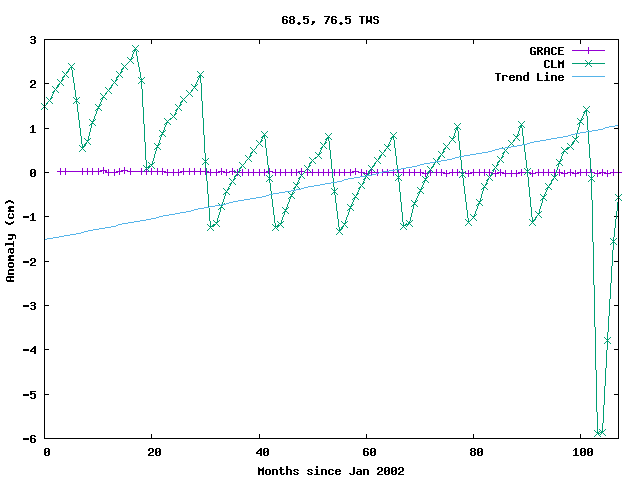 68.5, 76.5 TWS
GRACE
CLM
Trend Line
3
2
1
0
-1
-2
-3
-4
-5
-6
Anomaly (cm)
0 20 40 60 80 100
Months since Jan 2002